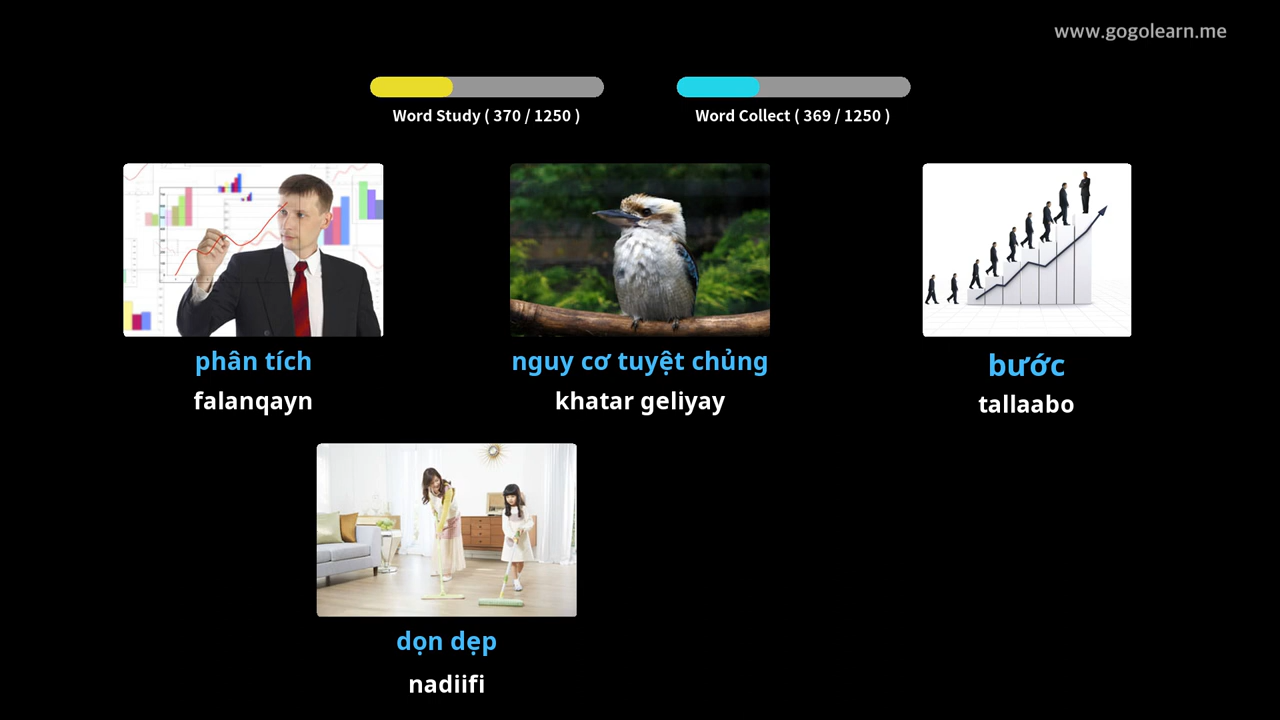 www.gogolearn.me
Word Study ( 370 / 1250 )
Word Collect ( 369 / 1250 )
phân tích
falanqayn
nguy cơ tuyệt chủng
khatar geliyay
bước
tallaabo
dọn dẹp
nadiifi